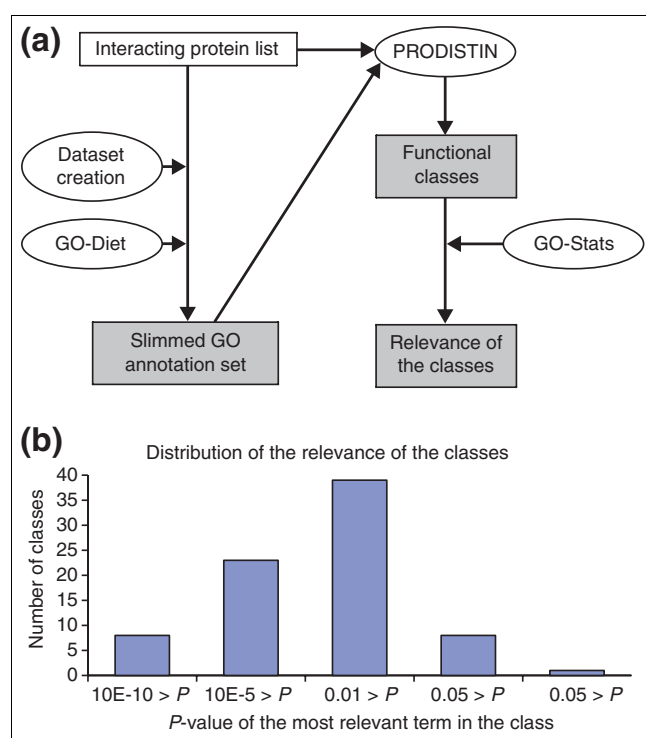 (a)
Interacting protein list
PRODISTIN
Dataset
creation
Functional
classes
GO-Diet
GO-Stats
Slimmed GO
annotation set
Relevance of
the classes
(b)
Distribution of the relevance of the classes
Number of classes
40
35
30
25
20
15
10
5
0
10E-10 > P
10E-5 > P
0.01 > P
0.05 > P
0.05 > P
P-value of the most relevant term in the class